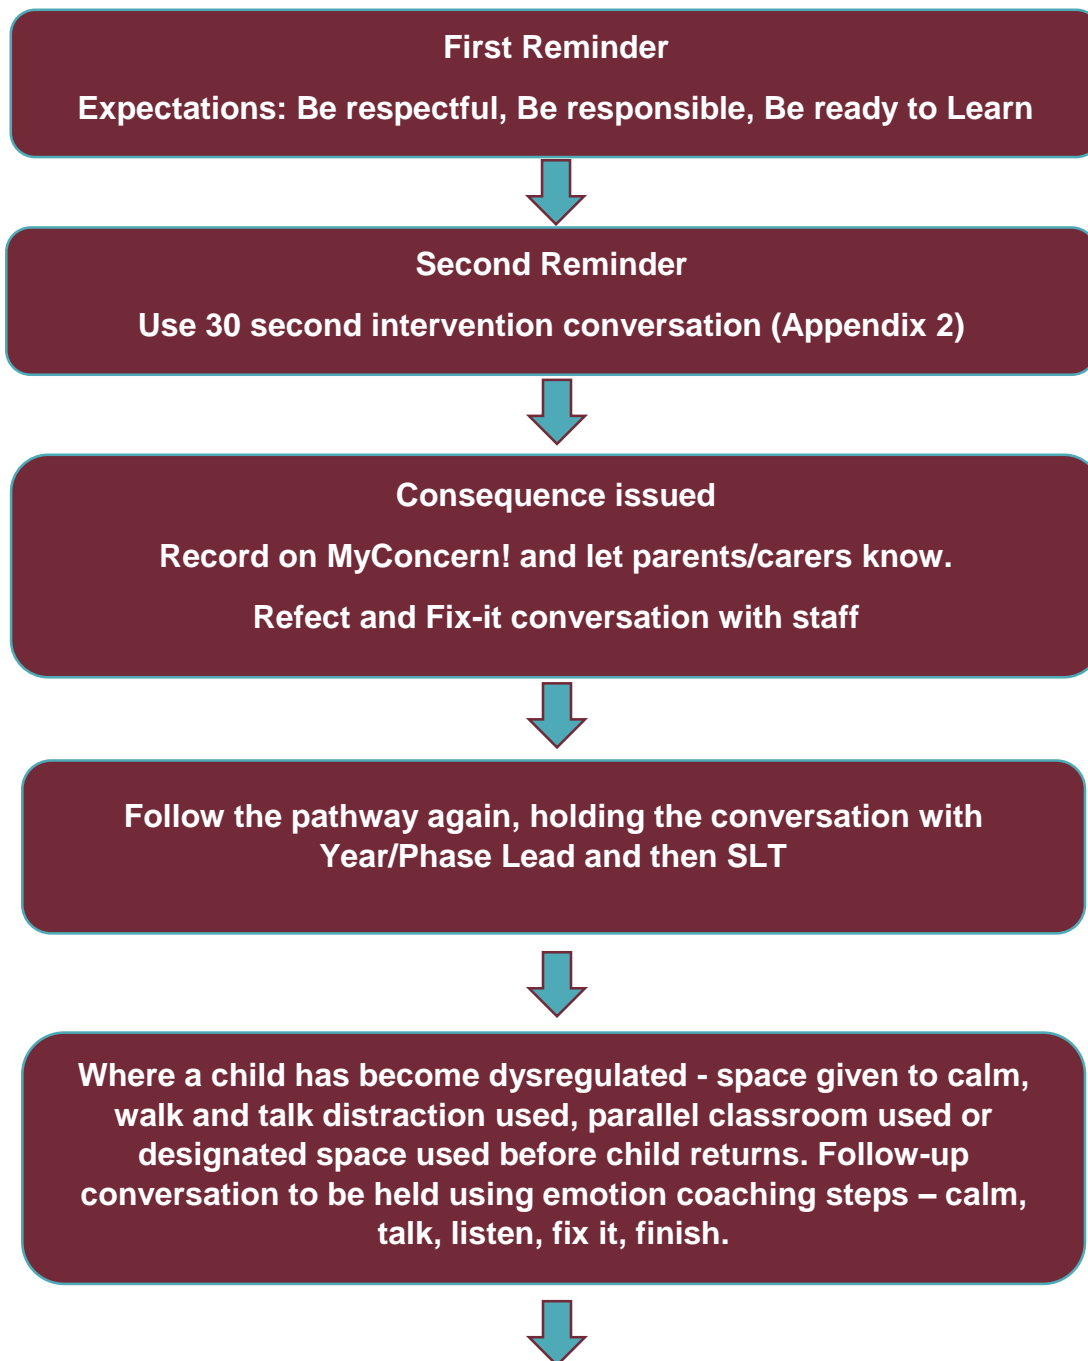 First Reminder
Expectations: Be respectful, Be responsible, Be ready to Learn
Second Reminder
Use 30 second intervention conversation (Appendix 2)
Consequence issued
Record on MyConcern! and let parents/carers know.
Refect and Fix-it conversation with staff
Follow the pathway again, holding the conversation with
Year/Phase Lead and then SLT
Where a child has become dysregulated - space given to calm,
walk and talk distraction used, parallel classroom used or
designated space used before child returns. Follow-up
conversation to be held using emotion coaching steps – calm,
talk, listen, fix it, finish.